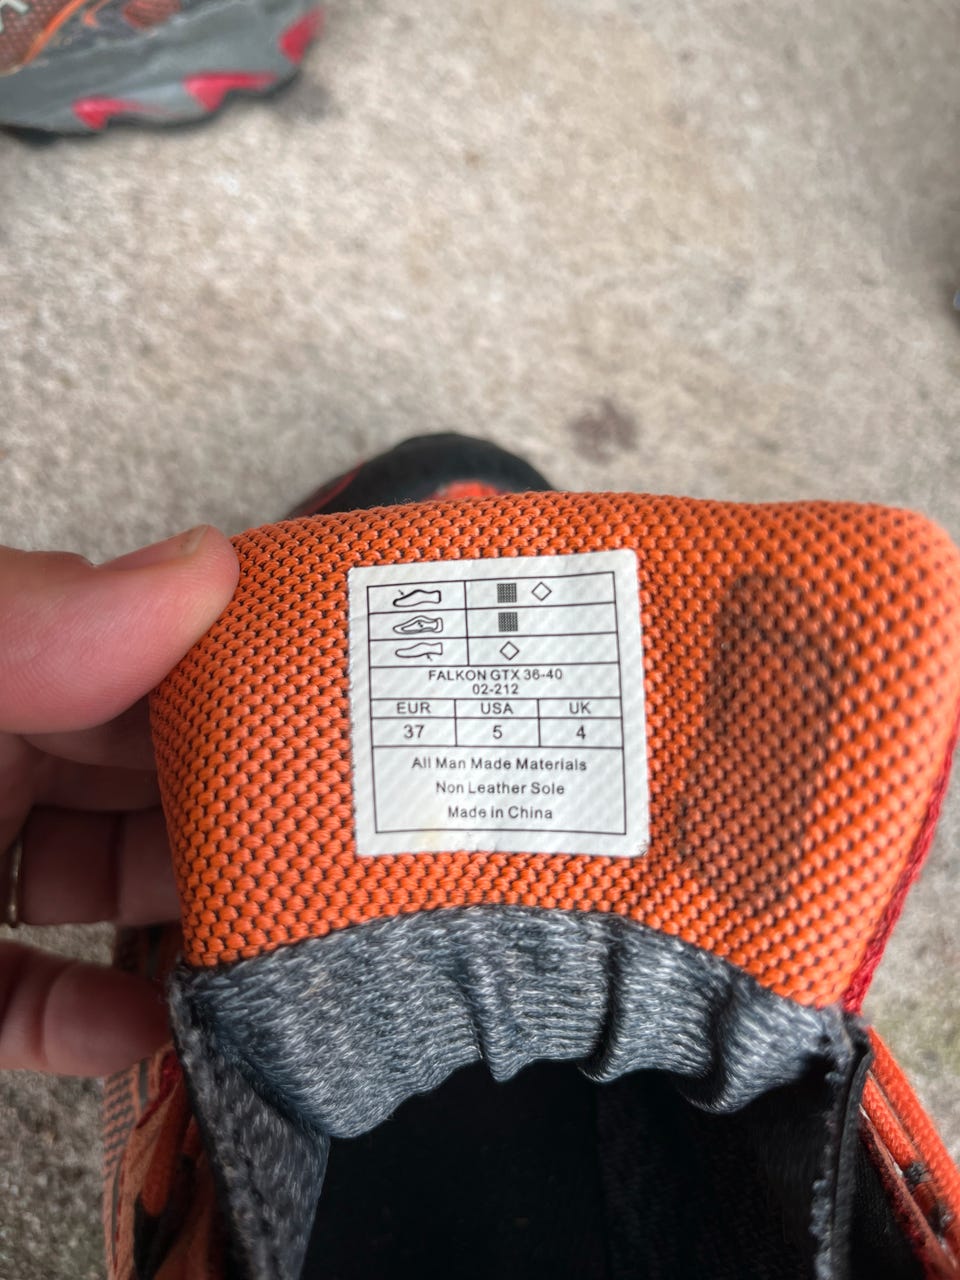 FALKON GTX 36-40
02-212
EUR USA UK
37 5 4
All Man Made Materials
Non Leather Sole
Made in China